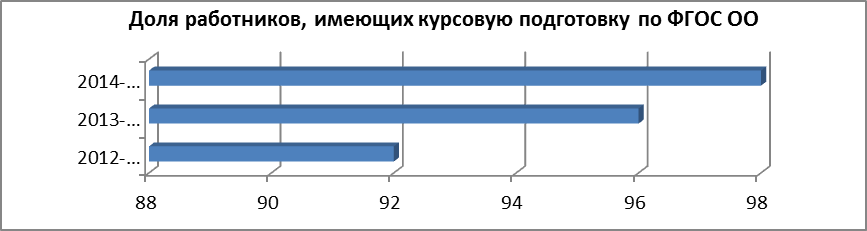 Доля работников, имеющих курсовую подготовку по ФГОС ОО
2014-...
2013-...
2012-...
88 90 92 94 96 98